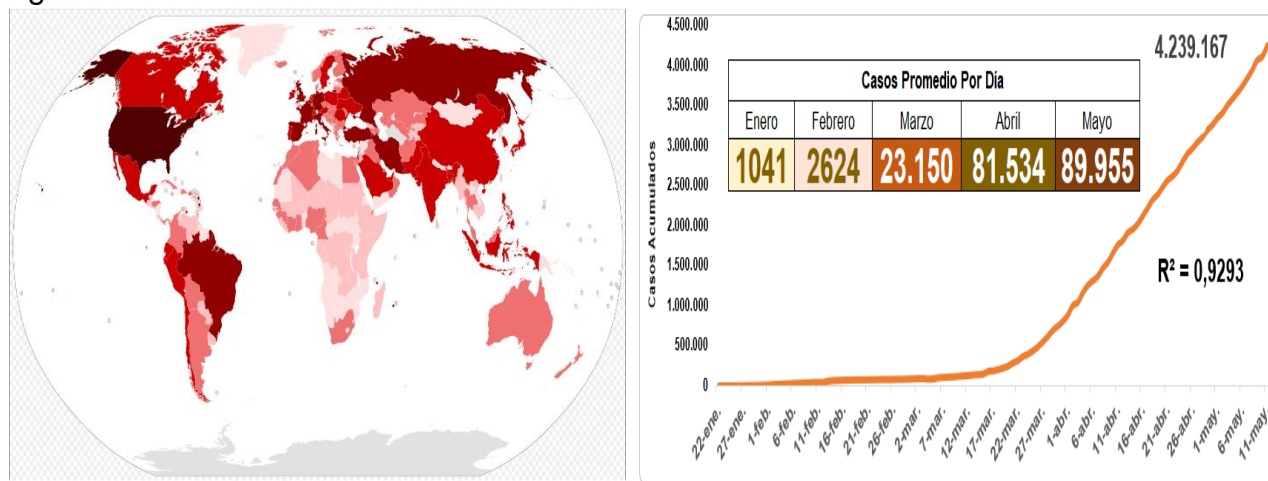 4.500.000
4.239.167
4.000.000
3.500.000
3.000.000
2.500.000
2.000.000
1.500.000
1.000.000
500.000
0
Casos Acumulados
Casos Promedio Por Día
Enero Febrero Marzo Abril Mayo
1041 2624 23.150 81.534 89.955
R² = 0,9293
22-ene.
27-ene.
1-feb.
6-feb.
11-feb.
16-feb.
21-feb.
26-feb.
2-mar.
7-mar.
12-mar.
17-mar.
22-mar.
27-mar.
1-abr.
6-abr.
11-abr.
16-abr.
21-abr.
26-abr.
1-may.
6-may.
11-may.